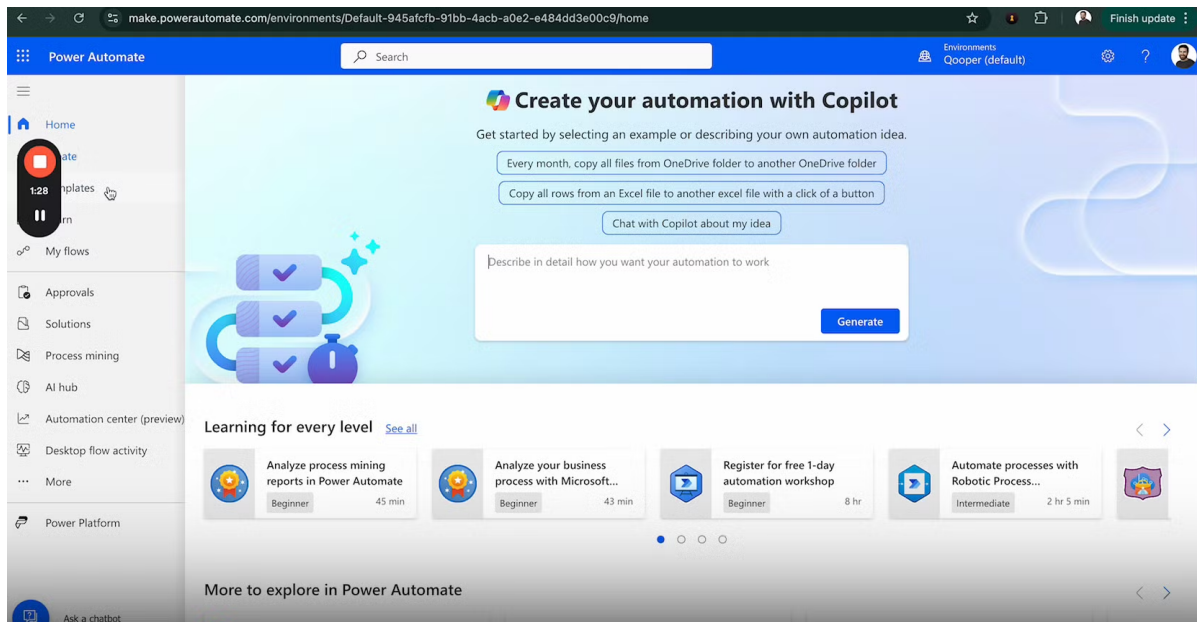 make.powerautomate.com/environments/Default-945afcfb-91bb-4acb-a0e2-e484dd3e00c9/home
Finish update
Power Automate
Search
Environments
Qooper (default)
Home
ate
nplates
rn
1:28
My flows
Approvals
Solutions
Process mining
AI hub
Automation center (preview)
Desktop flow activity
More
Power Platform
Ask a chatbot
Create your automation with Copilot
Get started by selecting an example or describing your own automation idea.
Every month, copy all files from OneDrive folder to another OneDrive folder
Copy all rows from an Excel file to another excel file with a click of a button
Chat with Copilot about my idea
Describe in detail how you want your automation to work
Generate
Learning for every level See all
Analyze process mining
reports in Power Automate
Beginner 45 min
Analyze your business
process with Microsoft...
Beginner 43 min
Register for free 1-day
automation workshop
Beginner 8 hr
Automate processes with
Robotic Process...
Intermediate 2 hr 5 min
More to explore in Power Automate